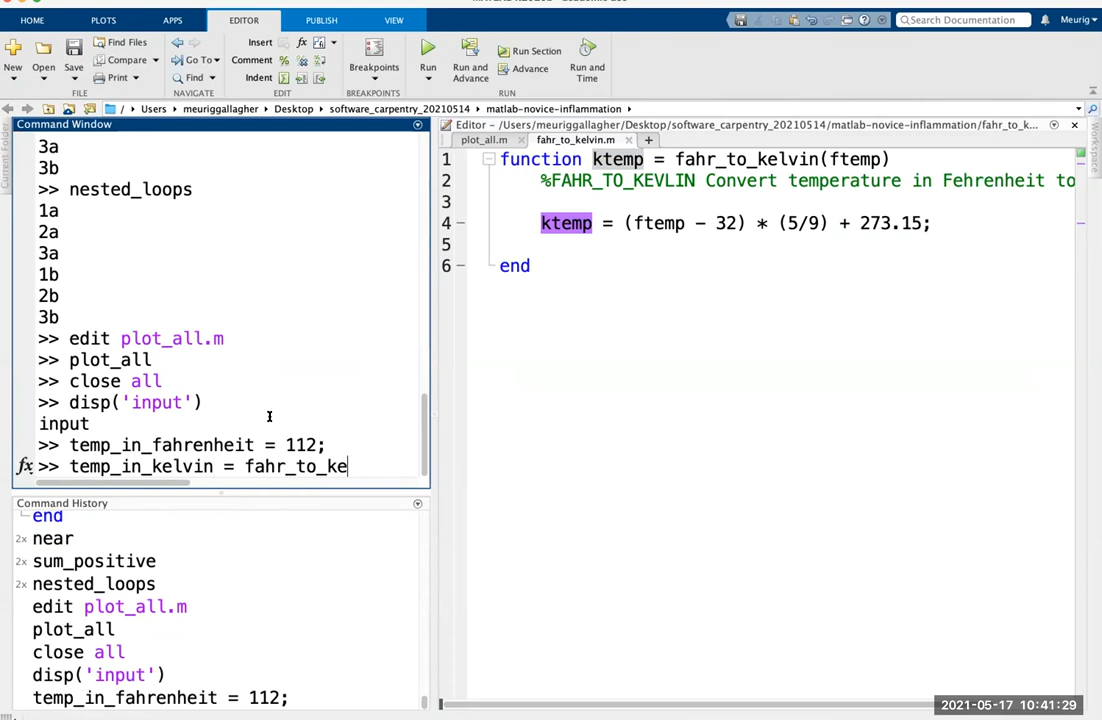 HOME PLOTS APPS EDITOR PUBLISH VIEW
Search Documentation
Meurig
New
Open
Save
Find Files
Compare
Print
FILE
Go To
Find
NAVIGATE
Insert
fx
Comment
Indent
EDIT
Breakpoints
BREAKPOINTS
Run
Run and
Advance
Run Section
Advance
Run and
Time
RUN
/ Users meuriggallagher Desktop software_carpentry_20210514 matlab-novice-inflammation
Current Folder
Command Window
3a
3b
>> nested_loops
1a
2a
3a
1b
2b
3b
>> edit plot_all.m
>> plot_all
>> close all
>> disp('input')
input
>> temp_in_fahrenheit = 112;
fx >> temp_in_kelvin = fahr_to_ke
Command History
end
2x near
2x sum_positive
2x nested_loops
edit plot_all.m
plot_all
close all
disp('input')
temp_in_fahrenheit = 112;
Editor - /Users/meuriggallagher/Desktop/software_carpentry_20210514/matlab-novice-inflammation/fahr_to_k...
plot_all.m × fahr_to_kelvin.m × +
1 function ktemp = fahr_to_kelvin(ftemp)
2 %FAHR_TO_KEVLIN Convert temperature in Fehrenheit to
3
4 ktemp = (ftemp - 32) * (5/9) + 273.15;
5
6 end
Workspace
2021-05-17 10:41:29